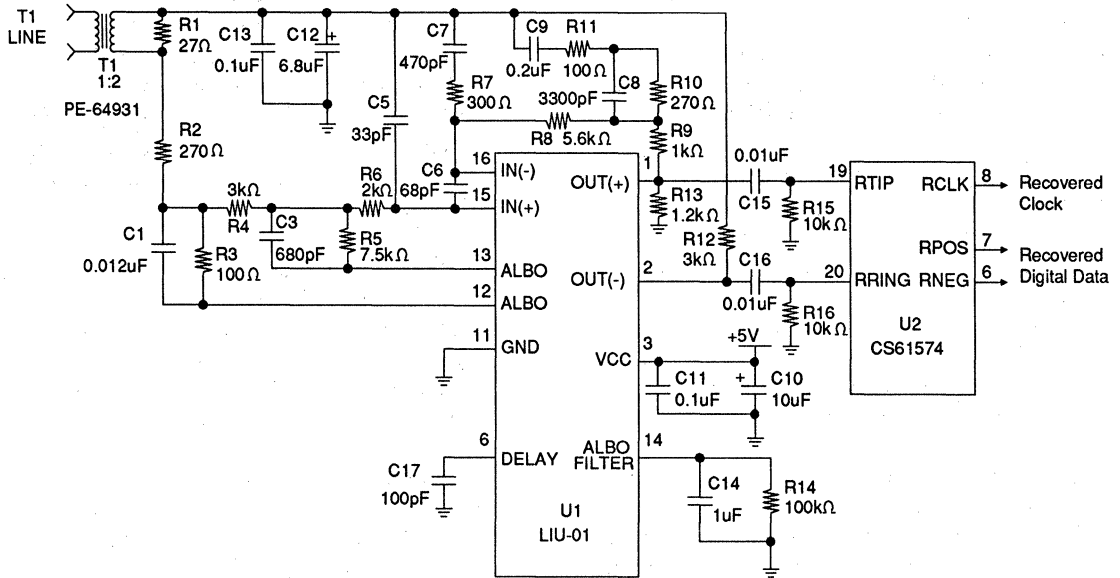 T1
LINE
T1
1:2
PE-64931
R1
27Ω
C13
0.1uF
C12
+
6.8uF
C7
470pF
C9
0.2uF
R11
100Ω
C8
3300pF
R10
270Ω
R7
300Ω
R8 5.6kΩ
R9
1kΩ
C5
33pF
R2
270Ω
R6
2kΩ
C6
68pF
3kΩ
R4
C3
680pF
R5
7.5kΩ
C1
0.012uF
R3
100Ω
16
IN(-)
15
IN(+)
13
ALBO
12
ALBO
11
GND
6
DELAY
C17
100pF
1
OUT(+)
2
OUT(-)
3
VCC
14
ALBO
FILTER
U1
LIU-01
R13
1.2kΩ
R12
3kΩ
0.01uF
C15
R15
10kΩ
C16
0.01uF
R16
10kΩ
+5V
C11
0.1uF
+
C10
10uF
C14
1uF
R14
100kΩ
19
RTIP
20
RRING
RCLK
8
RPOS
7
RNEG
6
U2
CS61574
Recovered
Clock
Recovered
Digital Data